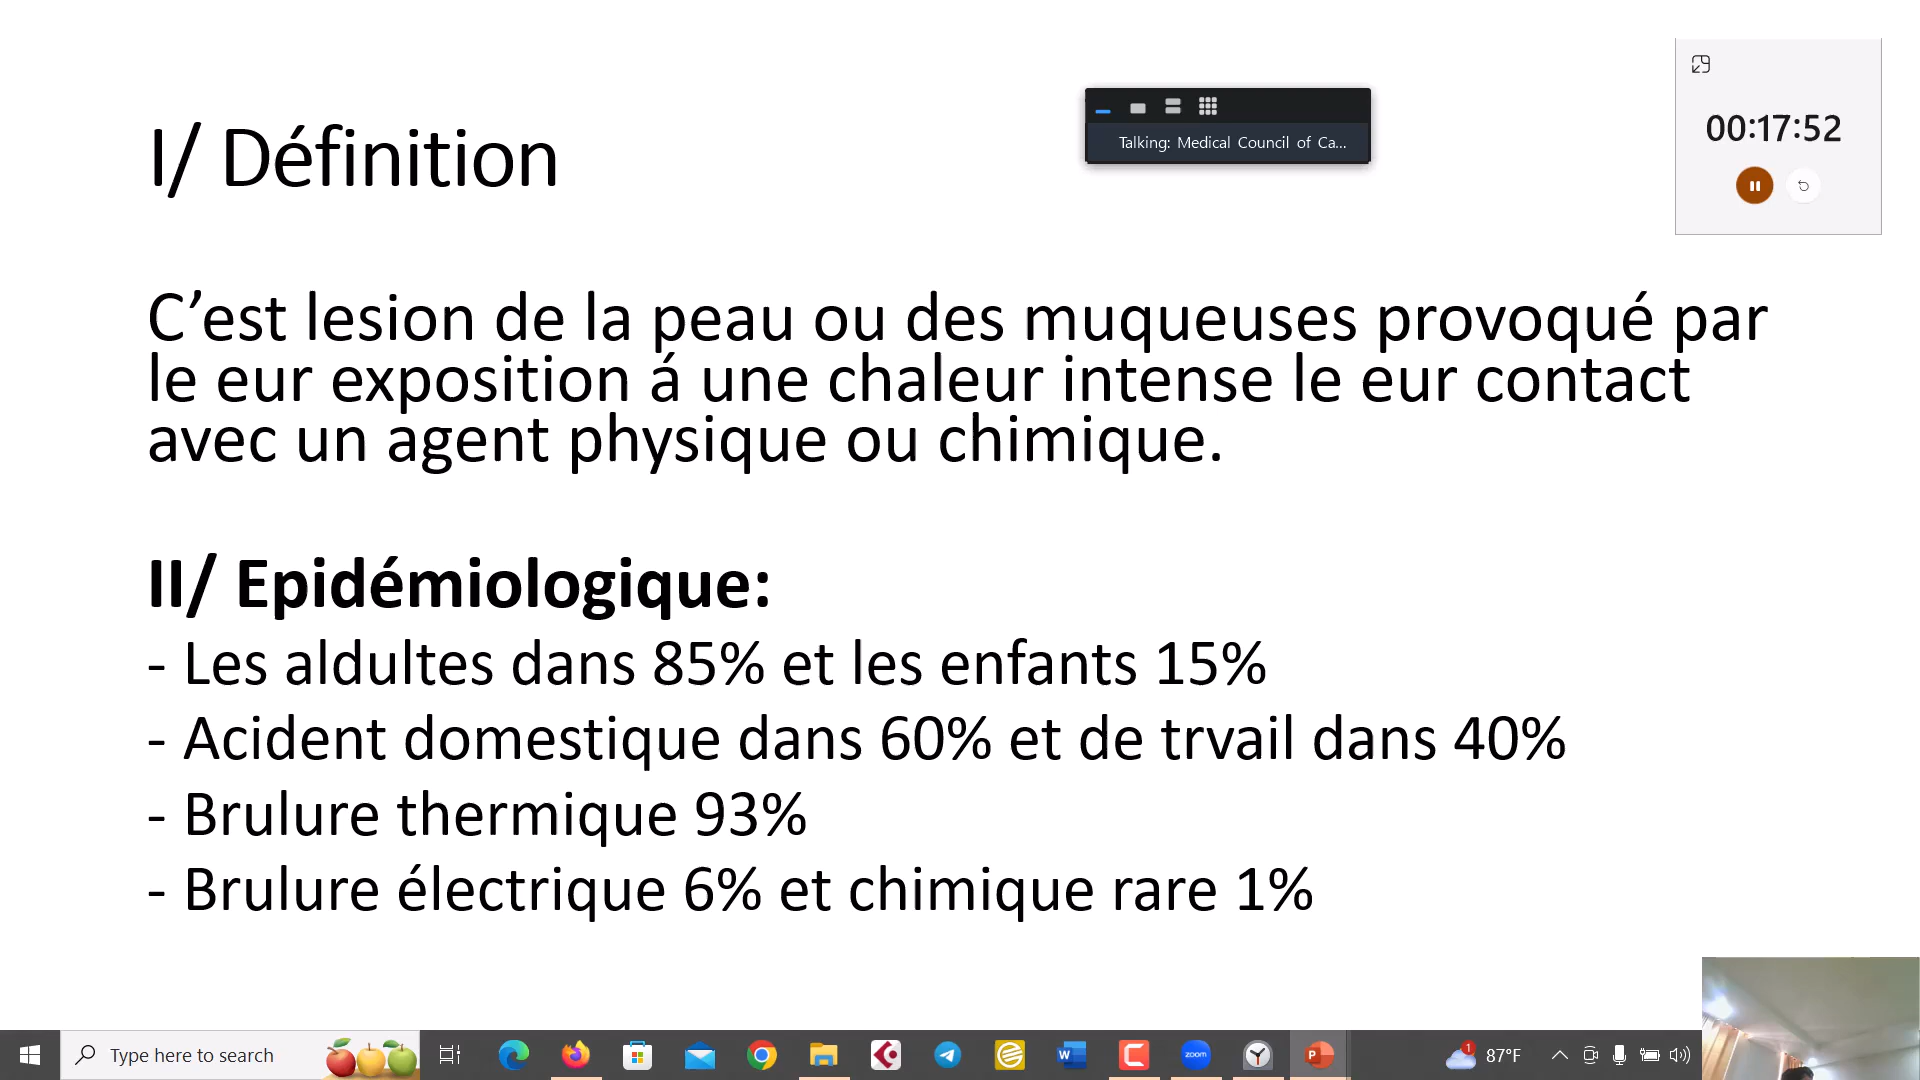 I/ Définition
Talking: Medical Council of Ca...
00:17:52
C’est lesion de la peau ou des muqueuses provoqué par
le eur exposition á une chaleur intense le eur contact
avec un agent physique ou chimique.
II/ Epidémiologique:
- Les aldultes dans 85% et les enfants 15%
- Acident domestique dans 60% et de trvail dans 40%
- Brulure thermique 93%
- Brulure électrique 6% et chimique rare 1%
Type here to search
zoom
1
87°F